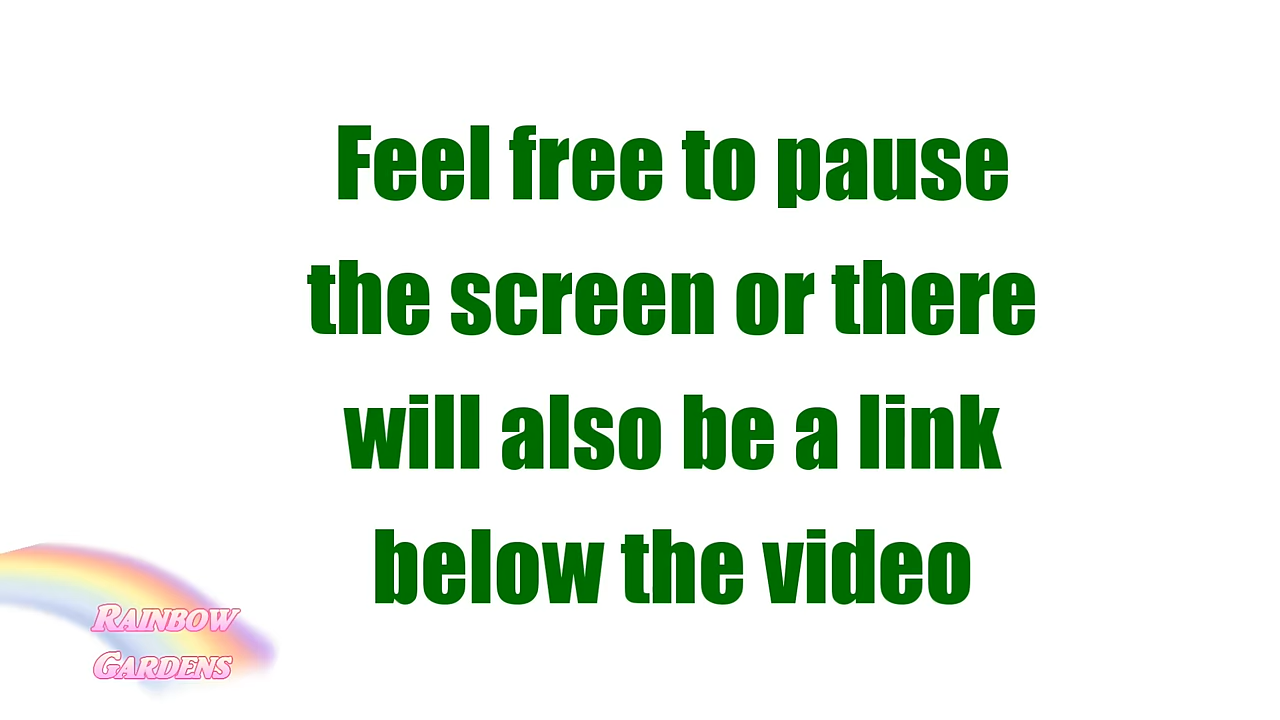 Feel free to pause
the screen or there
will also be a link
below the video
Rainbow
Gardens